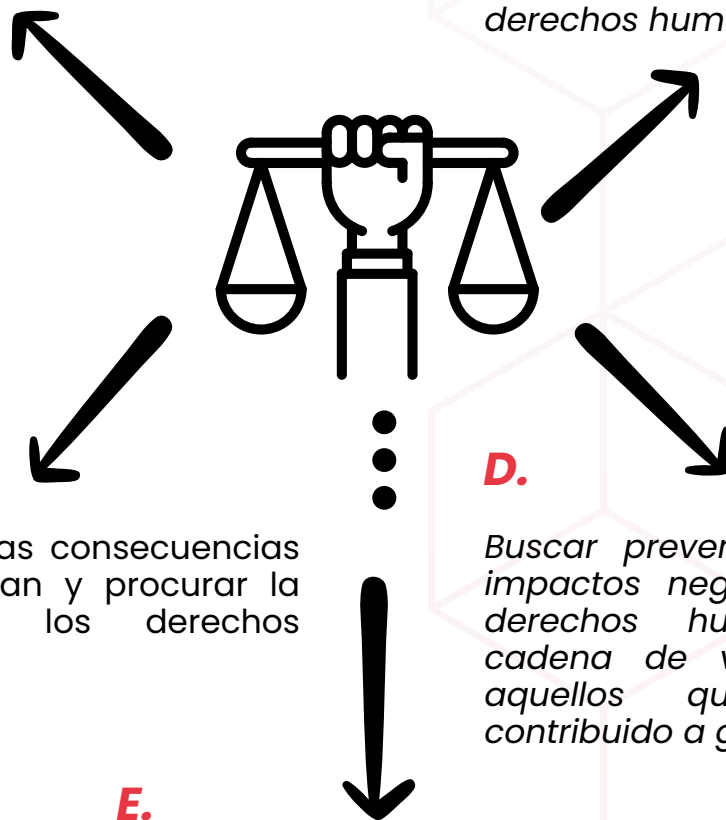 derechos hum
as consecuencias
an y procurar la
los derechos
D.
Buscar prever
impactos neg
derechos hu
cadena de v
aquellos qu
contribuido a g
E.